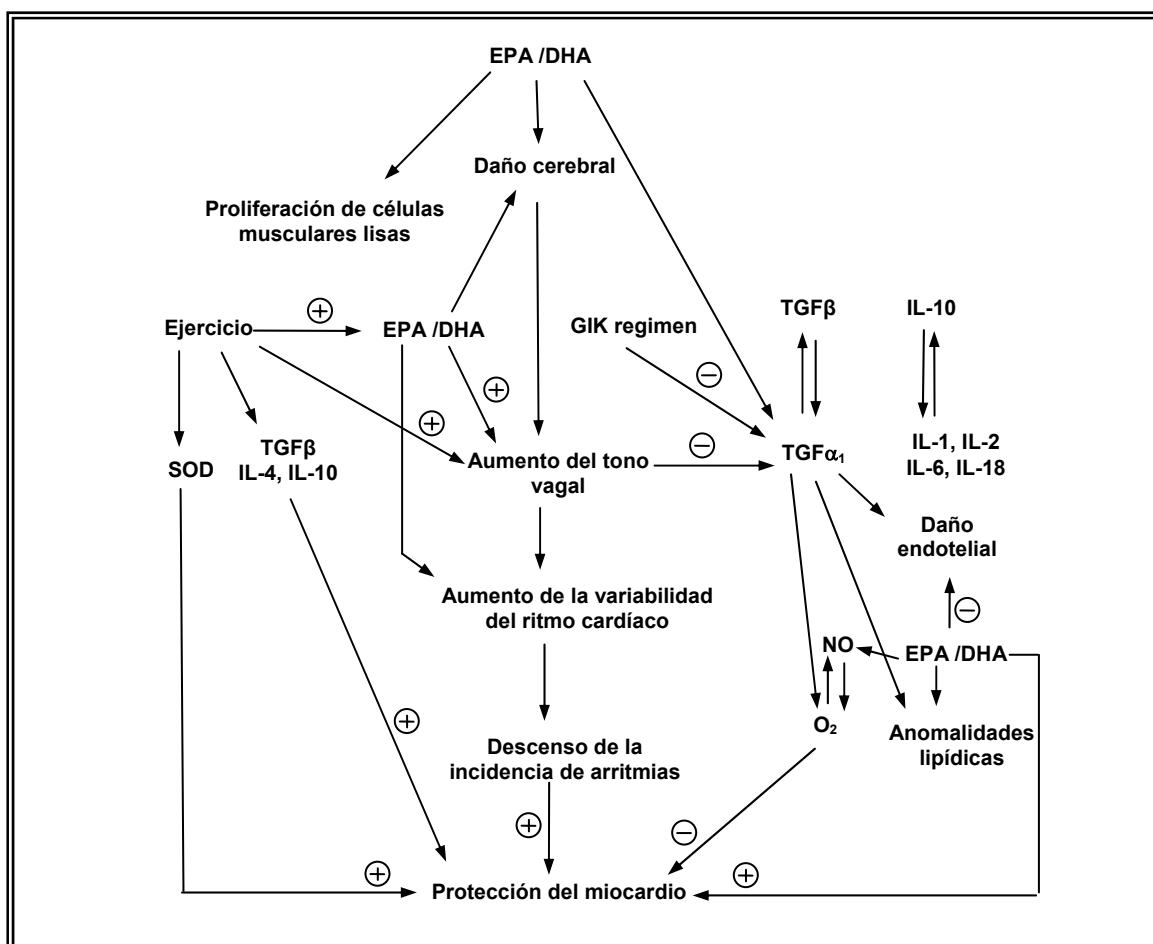 EPA /DHA
Daño cerebral
Proliferación de células
musculares lisas
TGFβ
IL-10
Ejercicio
+
EPA /DHA
GIK regimen
−
+
+
TGFβ
IL-4, IL-10
SOD
Aumento del tono
vagal
−
TGFα₁
IL-1, IL-2
IL-6, IL-18
Daño
endotelial
Aumento de la variabilidad
del ritmo cardíaco
−
NO
EPA /DHA
+
O₂
Anomalidades
lipídicas
Descenso de la
incidencia de arritmias
+
−
+
Protección del miocardio
+